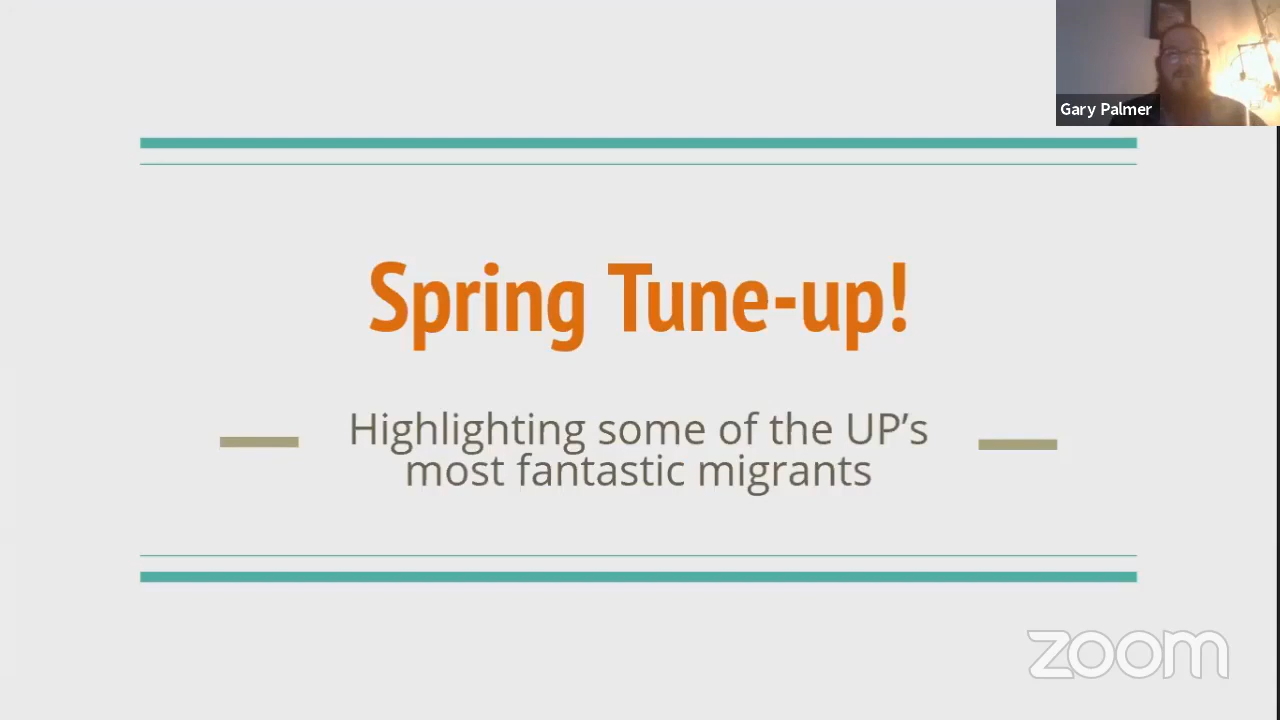 Gary Palmer
Spring Tune-up!
Highlighting some of the UP’s
most fantastic migrants
zoom